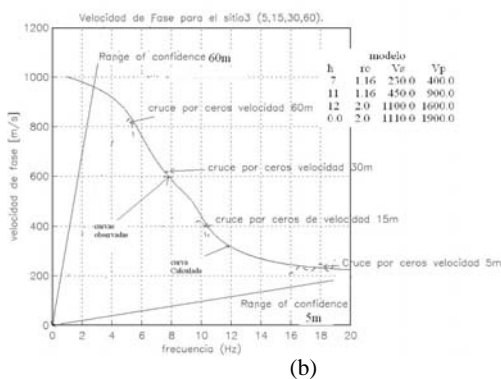 Velocidad de Fase para el sitio3 (5,15,30,60).
Range of confidence 60m
modelo
h ro Vs Vp
7 1.16 230.0 400.0
11 1.16 450.0 900.0
12 2.0 1100.0 1600.0
0.0 2.0 1110.0 1900.0
1000
cruce por ceros velocidad 60m
800
velocidad de fase [m/s]
cruce por ceros velocidad 30m
600
curvas observadas
cruce por ceros de velocidad 15m
400
curva Calculada
Cruce por ceros velocidad 5m
200
Range of confidence
5m
0
0 2 4 6 8 10 12 14 16 18 20
frecuencia (Hz)
(b)